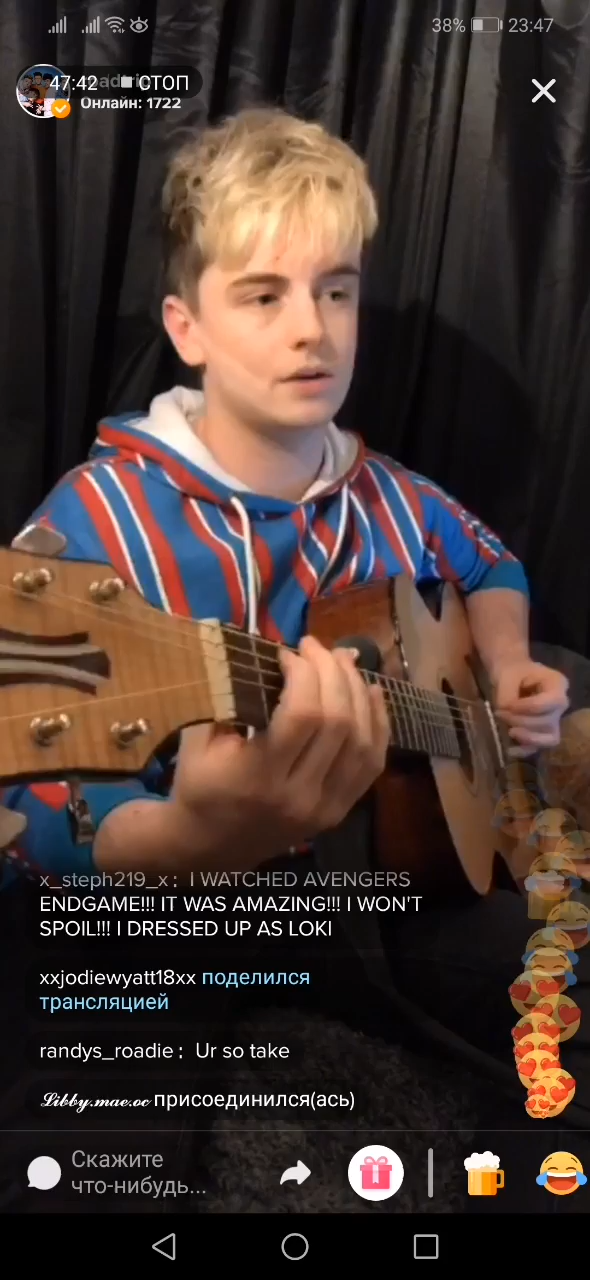 38% 23:47
47:42 СТОП
Онлайн: 1722
x_steph219_x : I WATCHED AVENGERS
ENDGAME!!! IT WAS AMAZING!!! I WON'T
SPOIL!!! I DRESSED UP AS LOKI
xxjodiewyatt18xx поделился
трансляцией
randys_roadie : Ur so take
𝓛𝓲𝓫𝓫𝔂.𝓶𝓪𝓮.𝓸𝓬 присоединился(ась)
Скажите
что-нибудь...